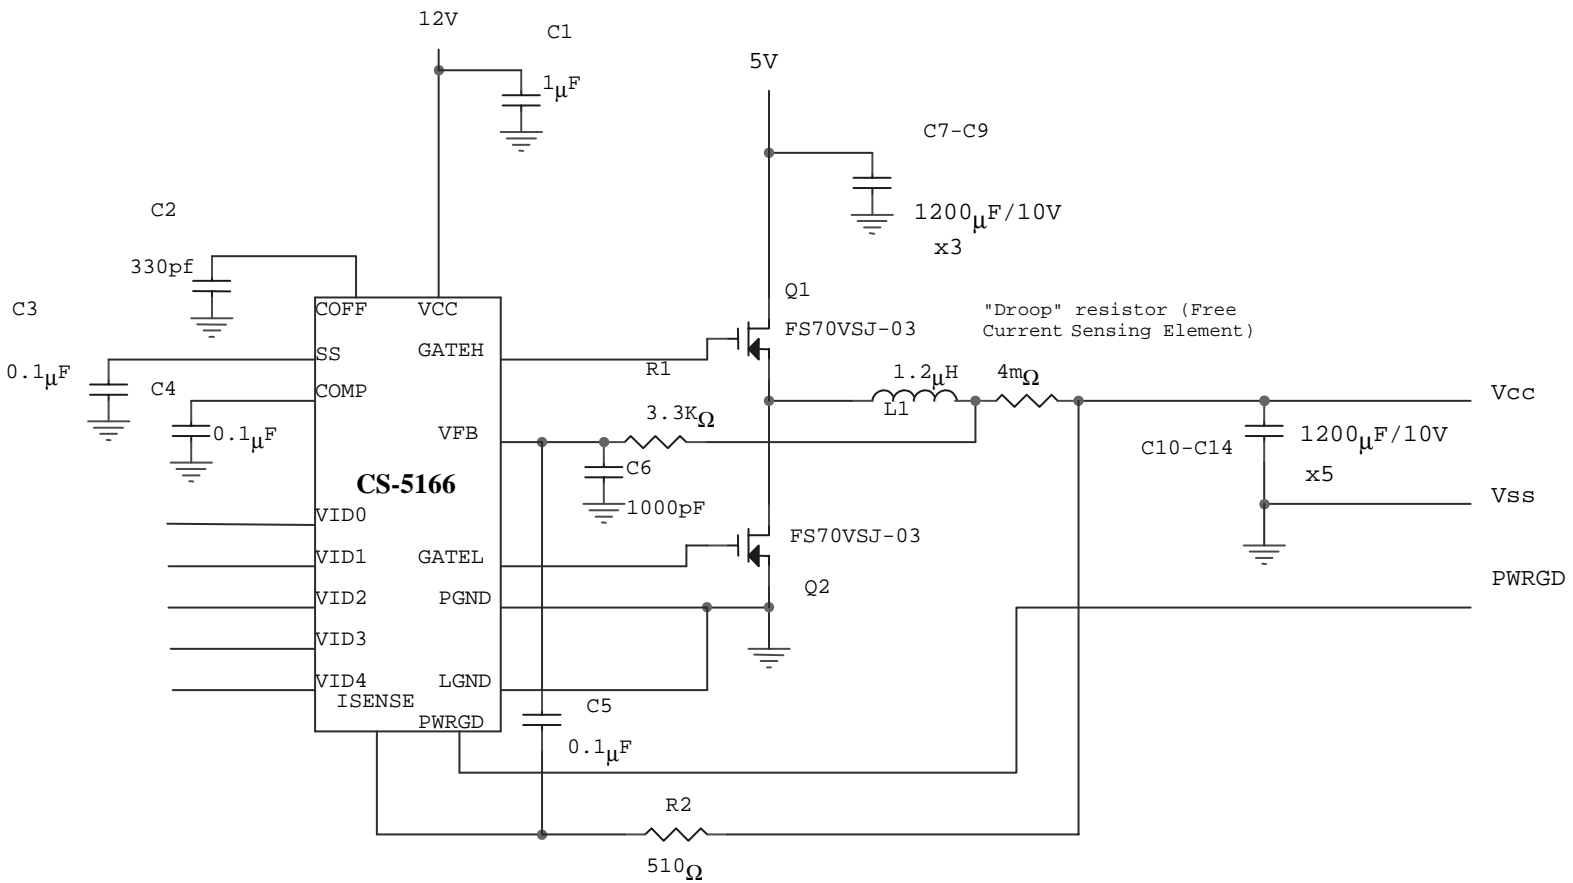 12V
C1
1μF
5V
C7-C9
1200μF/10V
x3
C2
330pf
C3
0.1μF
C4
0.1μF
COFF
VCC
SS
GATEH
COMP
VFB
CS-5166
VID0
VID1
GATEL
VID2
PGND
VID3
VID4
LGND
ISENSE
PWRGD
Q1
FS70VSJ-03
"Droop" resistor (Free
Current Sensing Element)
R1
3.3KΩ
1.2μH
L1
4mΩ
Vcc
C6
1000pF
C10-C14
1200μF/10V
x5
Vss
FS70VSJ-03
Q2
PWRGD
C5
0.1μF
R2
510Ω